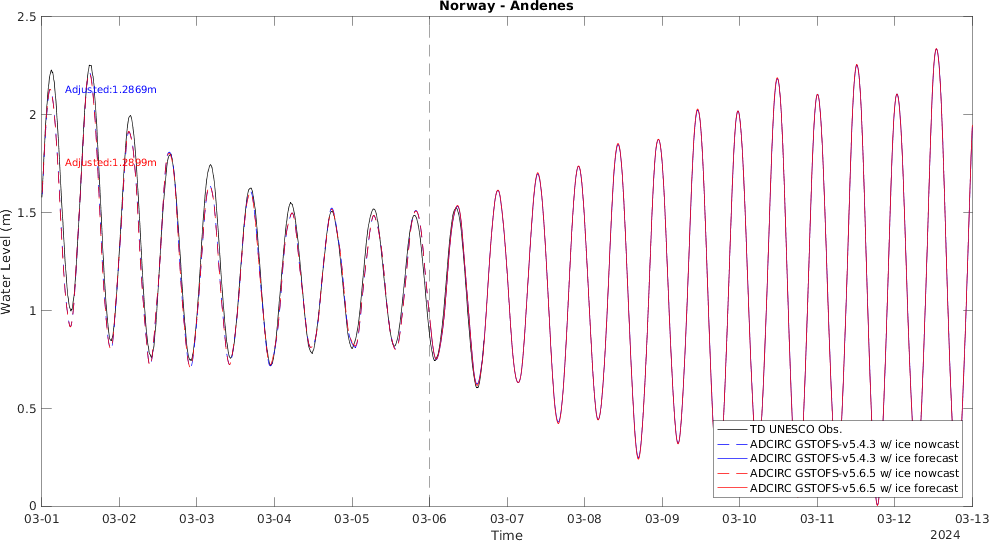 Norway - Andenes
2.5
2
1.5
1
0.5
0
Water Level (m)
Adjusted:1.2869m
Adjusted:1.2899m
TD UNESCO Obs.
ADCIRC GSTOFS-v5.4.3 w/ ice nowcast
ADCIRC GSTOFS-v5.4.3 w/ ice forecast
ADCIRC GSTOFS-v5.6.5 w/ ice nowcast
ADCIRC GSTOFS-v5.6.5 w/ ice forecast
03-01 03-02 03-03 03-04 03-05 03-06 03-07 03-08 03-09 03-10 03-11 03-12 03-13
Time
2024